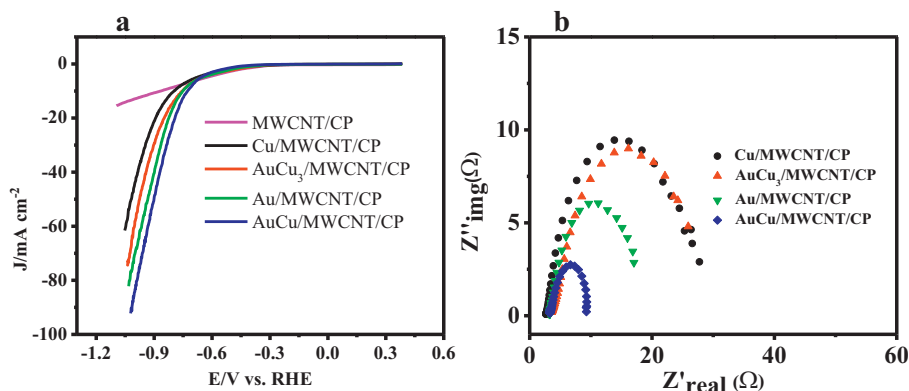 a
0
-20
-40
-60
-80
-100
J/mA cm-2
-1.2 -0.9 -0.6 -0.3 0.0 0.3 0.6
E/V vs. RHE
MWCNT/CP
Cu/MWCNT/CP
AuCu3/MWCNT/CP
Au/MWCNT/CP
AuCu/MWCNT/CP
b
15
10
5
0
Z''img(Ω)
0 20 40 60
Z'real (Ω)
Cu/MWCNT/CP
AuCu3/MWCNT/CP
Au/MWCNT/CP
AuCu/MWCNT/CP